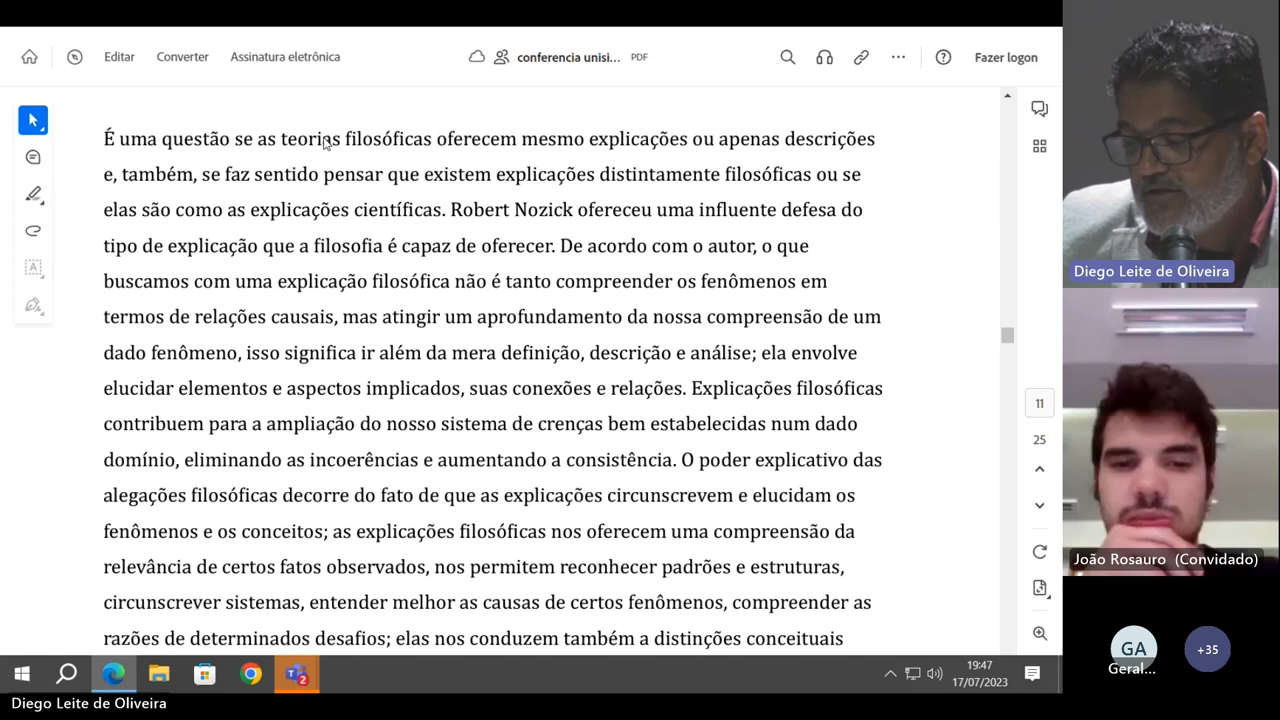 Editar Converter Assinatura eletrônica conferencia unisi... PDF Fazer logon
É uma questão se as teorias filosóficas oferecem mesmo explicações ou apenas descrições
e, também, se faz sentido pensar que existem explicações distintamente filosóficas ou se
elas são como as explicações científicas. Robert Nozick ofereceu uma influente defesa do
tipo de explicação que a filosofia é capaz de oferecer. De acordo com o autor, o que
buscamos com uma explicação filosófica não é tanto compreender os fenômenos em
termos de relações causais, mas atingir um aprofundamento da nossa compreensão de um
dado fenômeno, isso significa ir além da mera definição, descrição e análise; ela envolve
elucidar elementos e aspectos implicados, suas conexões e relações. Explicações filosóficas
contribuem para a ampliação do nosso sistema de crenças bem estabelecidas num dado
domínio, eliminando as incoerências e aumentando a consistência. O poder explicativo das
alegações filosóficas decorre do fato de que as explicações circunscrevem e elucidam os
fenômenos e os conceitos; as explicações filosóficas nos oferecem uma compreensão da
relevância de certos fatos observados, nos permitem reconhecer padrões e estruturas,
circunscrever sistemas, entender melhor as causas de certos fenômenos, compreender as
razões de determinados desafios; elas nos conduzem também a distinções conceituais
11
25
Diego Leite de Oliveira
João Rosauro (Convidado)
GA
Geral...
+35
2
19:47
17/07/2023
Diego Leite de Oliveira